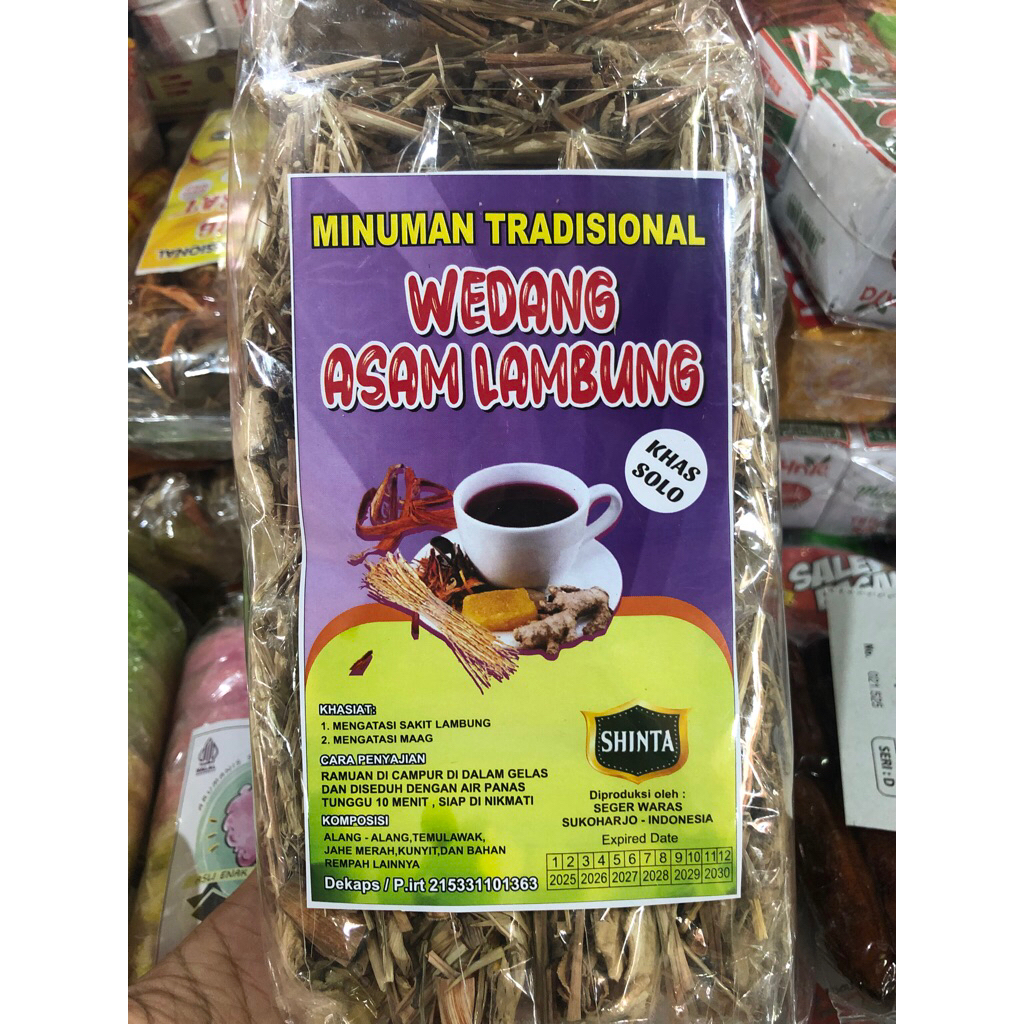 MINUMAN TRADISIONAL
WEDANG
ASAM LAMBUNG
KHAS
SOLO
KHASIAT:
1. MENGATASI SAKIT LAMBUNG
2. MENGATASI MAAG
CARA PENYAJIAN
RAMUAN DI CAMPUR DI DALAM GELAS
DAN DISEDUH DENGAN AIR PANAS
TUNGGU 10 MENIT , SIAP DI NIKMATI
KOMPOSISI
ALANG - ALANG,TEMULAWAK,
JAHE MERAH,KUNYIT,DAN BAHAN
REMPAH LAINNYA
Dekaps / P.irt 215331101363
SHINTA
Diproduksi oleh :
SEGER WARAS
SUKOHARJO - INDONESIA
Expired Date
1 2 3 4 5 6 7 8 9 10 11 12
2025 2026 2027 2028 2029 2030
SERI : D